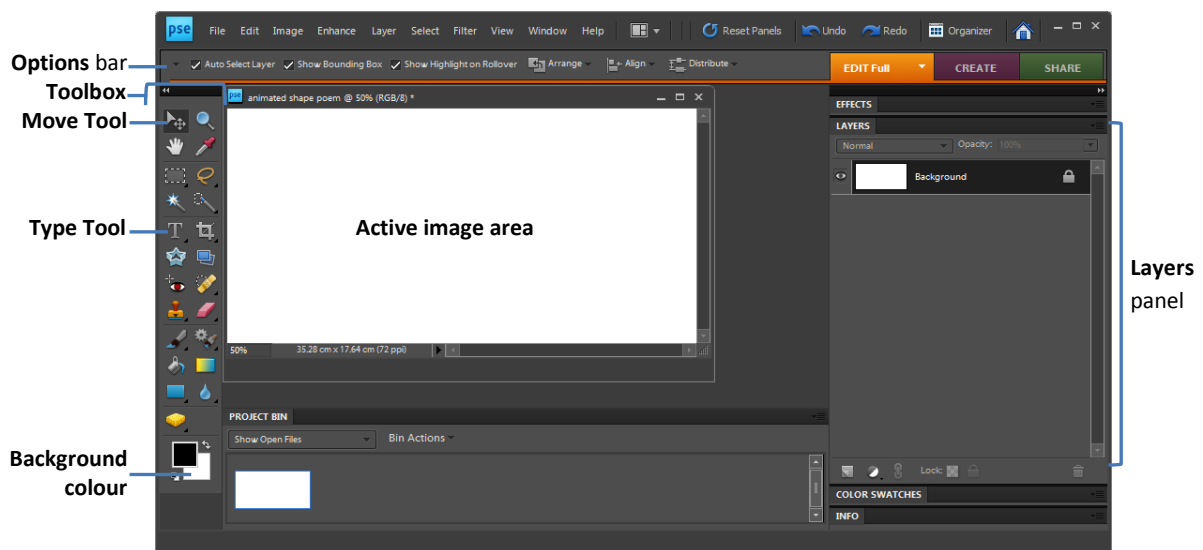 pse File Edit Image Enhance Layer Select Filter View Window Help Reset Panels Undo Redo Organizer
Options bar
Auto Select Layer Show Bounding Box Show Highlight on Rollover Arrange Align Distribute
EDIT Full CREATE SHARE
Toolbox
Move Tool
Type Tool
Background
colour
pse animated shape poem @ 50% (RGB/8) *
Active image area
50% 35.28 cm x 17.64 cm (72 ppi)
PROJECT BIN
Show Open Files Bin Actions
EFFECTS
LAYERS
Normal Opacity: 100%
Background
Lock:
COLOR SWATCHES
INFO
Layers
panel